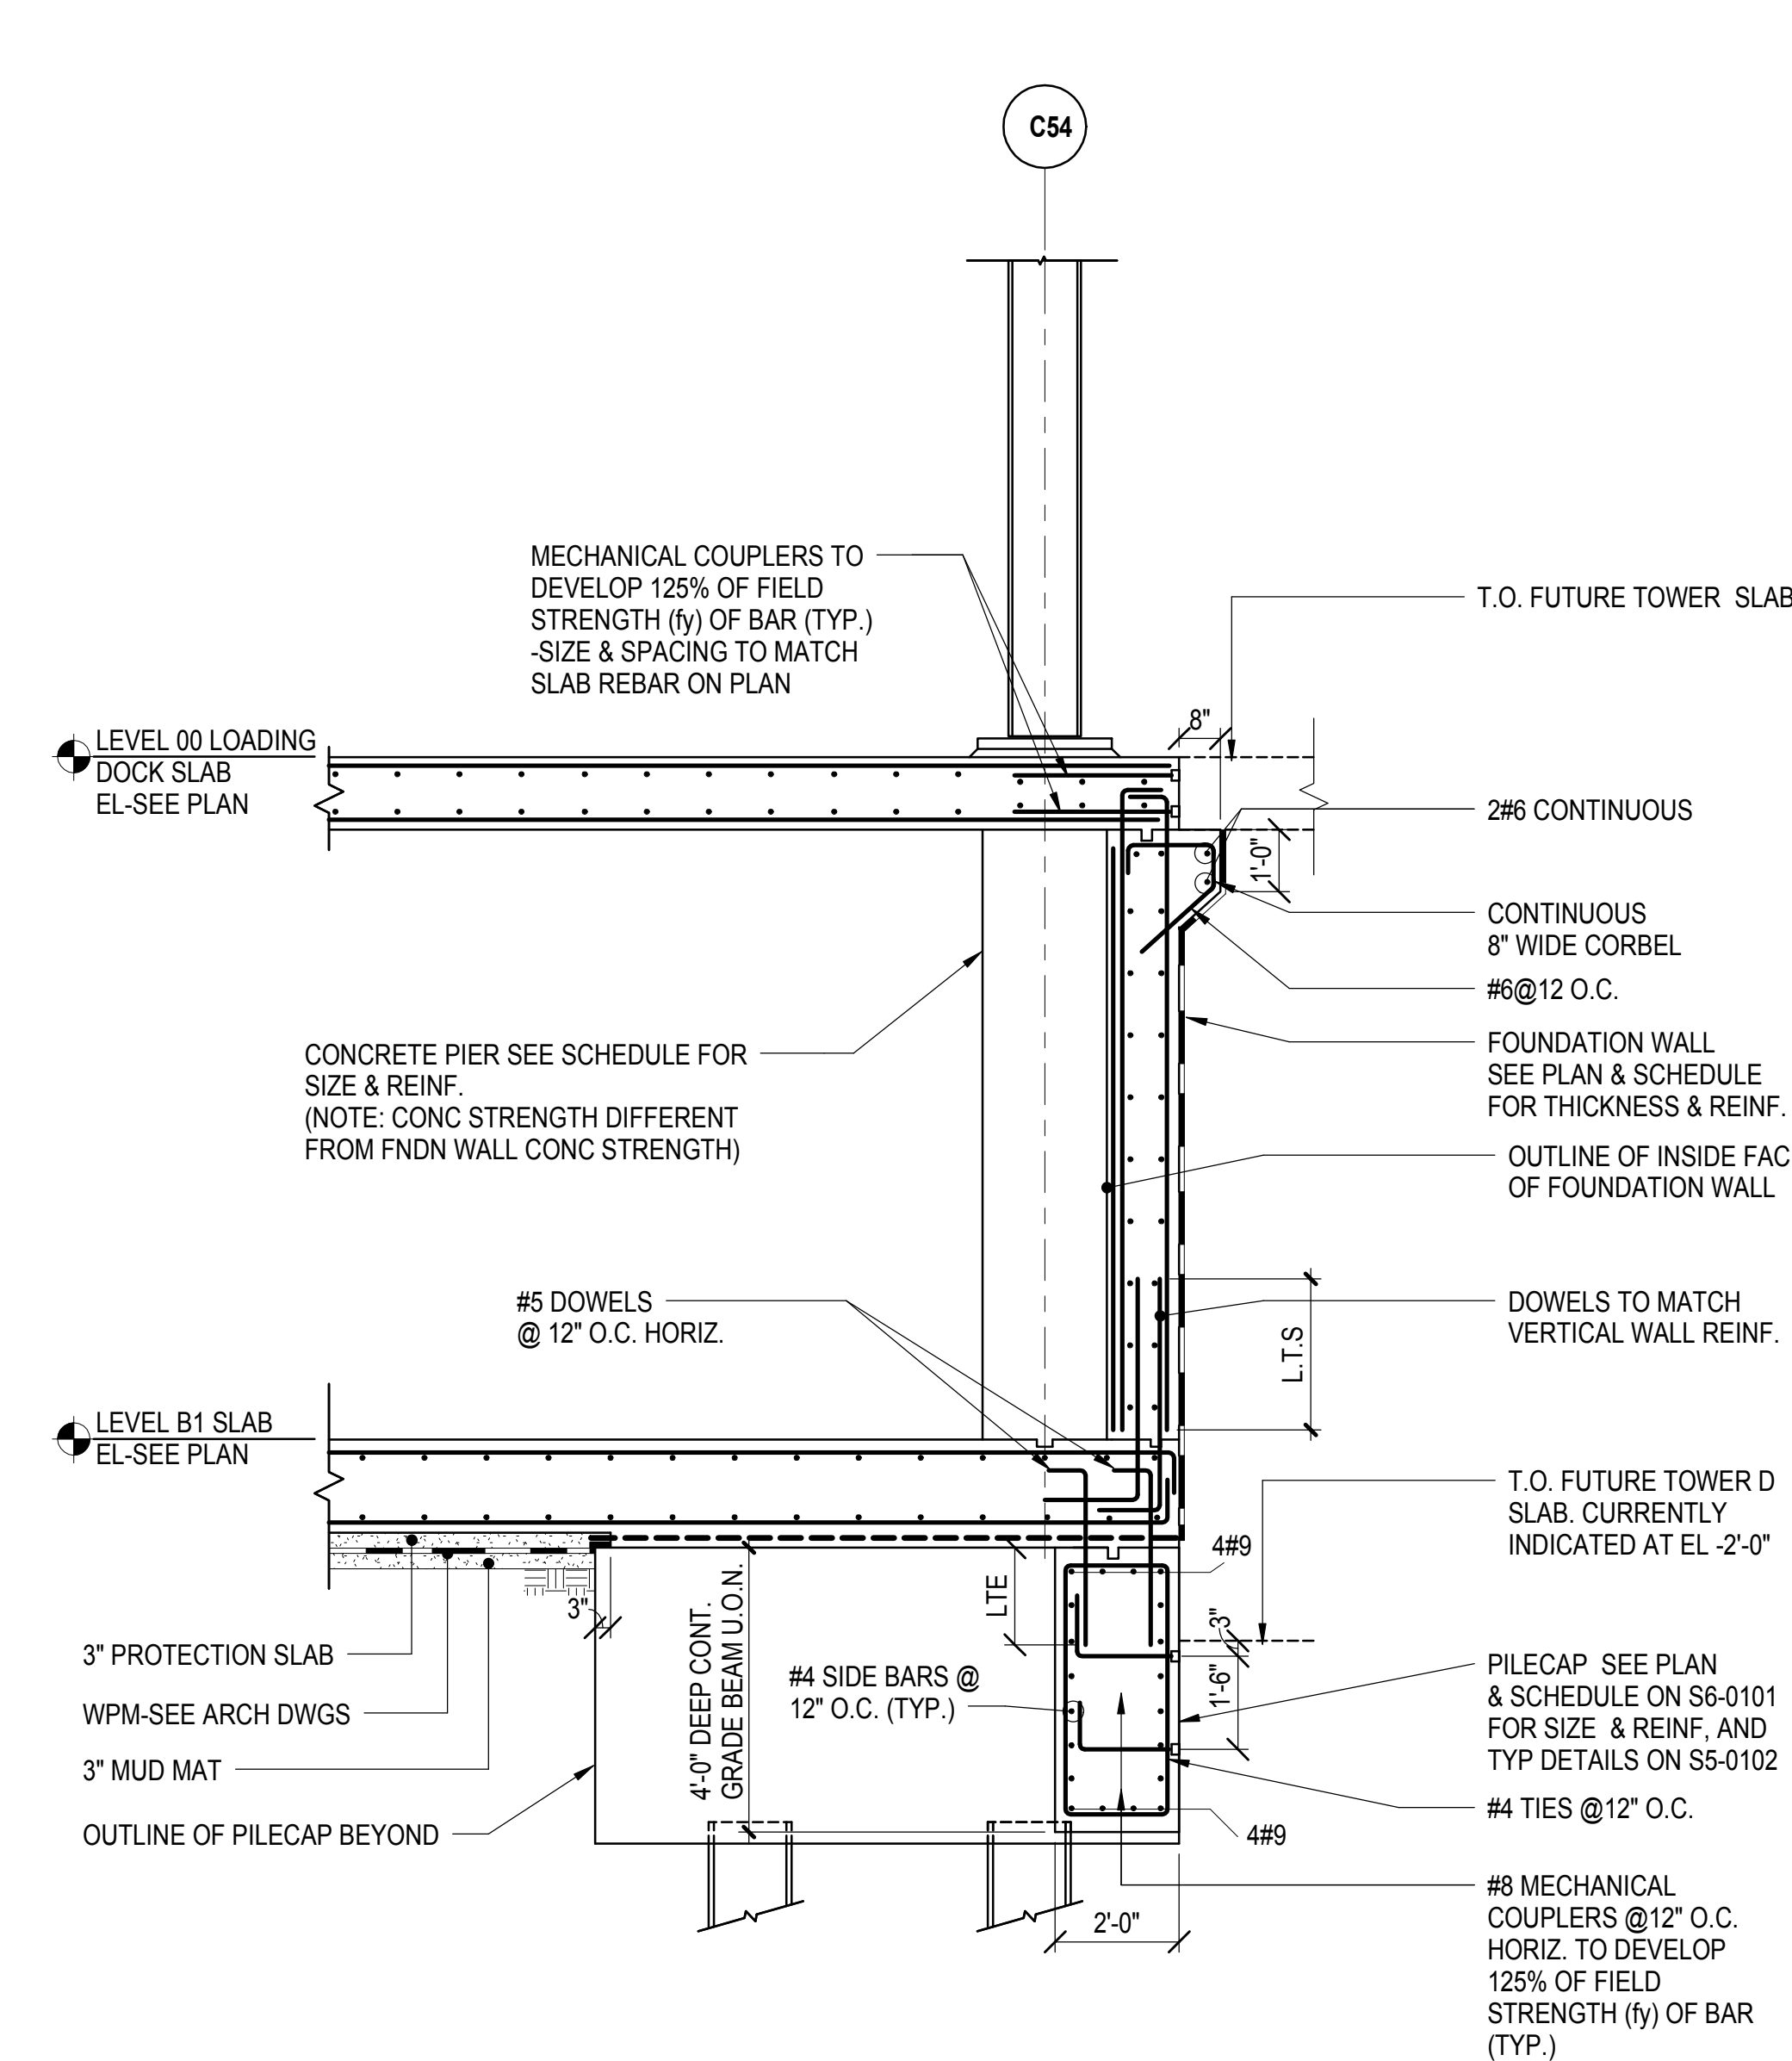 C54
MECHANICAL COUPLERS TO
DEVELOP 125% OF FIELD
STRENGTH (fy) OF BAR (TYP.)
-SIZE & SPACING TO MATCH
SLAB REBAR ON PLAN
T.O. FUTURE TOWER SLAB
8"
LEVEL 00 LOADING
DOCK SLAB
EL-SEE PLAN
2#6 CONTINUOUS
1'-0"
CONTINUOUS
8" WIDE CORBEL
#6@12 O.C.
CONCRETE PIER SEE SCHEDULE FOR
SIZE & REINF.
(NOTE: CONC STRENGTH DIFFERENT
FROM FNDN WALL CONC STRENGTH)
FOUNDATION WALL
SEE PLAN & SCHEDULE
FOR THICKNESS & REINF.
OUTLINE OF INSIDE FAC
OF FOUNDATION WALL
#5 DOWELS
@ 12" O.C. HORIZ.
DOWELS TO MATCH
VERTICAL WALL REINF.
L.T.S
LEVEL B1 SLAB
EL-SEE PLAN
T.O. FUTURE TOWER D
SLAB. CURRENTLY
INDICATED AT EL -2'-0"
4#9
LTE
3"
3"
1'-6"
4'-0" DEEP CONT.
GRADE BEAM U.O.N.
#4 SIDE BARS @
12" O.C. (TYP.)
3" PROTECTION SLAB
WPM-SEE ARCH DWGS
3" MUD MAT
OUTLINE OF PILECAP BEYOND
PILECAP SEE PLAN
& SCHEDULE ON S6-0101
FOR SIZE & REINF, AND
TYP DETAILS ON S5-0102
#4 TIES @12" O.C.
4#9
2'-0"
#8 MECHANICAL
COUPLERS @12" O.C.
HORIZ. TO DEVELOP
125% OF FIELD
STRENGTH (fy) OF BAR
(TYP.)